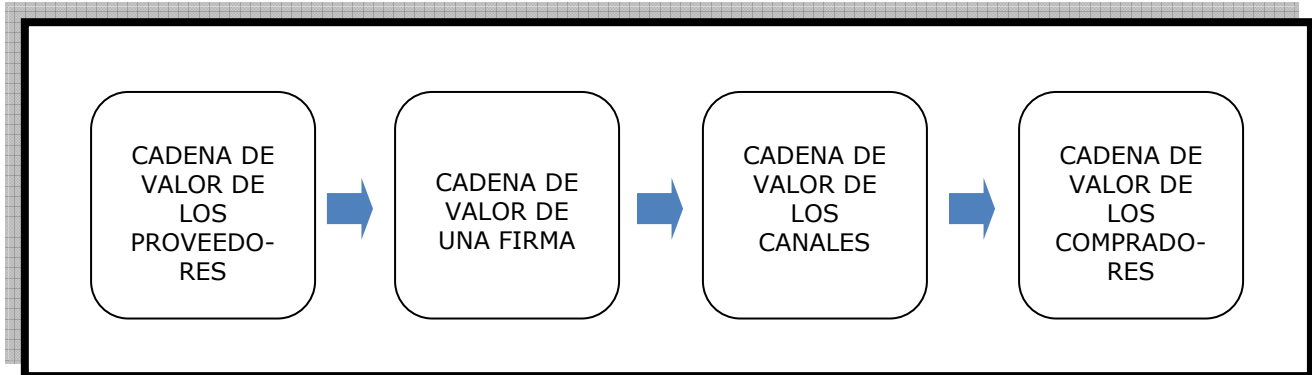 CADENA DE
VALOR DE
LOS
PROVEEDO-
RES
CADENA DE
VALOR DE
UNA FIRMA
CADENA DE
VALOR DE
LOS
CANALES
CADENA DE
VALOR DE
LOS
COMPRADO-
RES